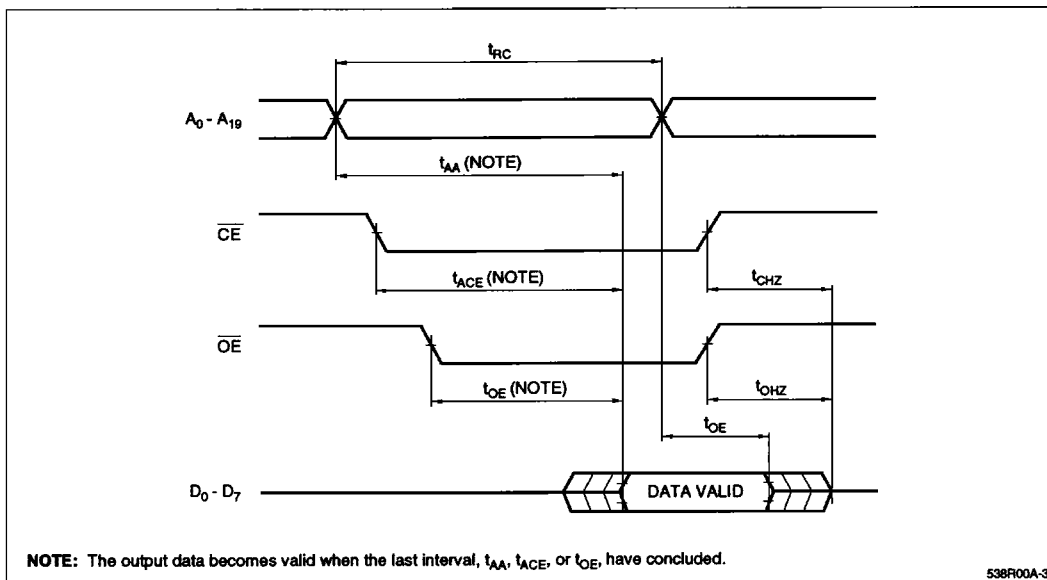 tRC
A0 - A19
tAA (NOTE)
CE
tACE (NOTE)
tCHZ
OE
tOE (NOTE)
tOHZ
tOE
D0 - D7
DATA VALID
NOTE: The output data becomes valid when the last interval, tAA, tACE, or tOE, have concluded.
538R00A-3